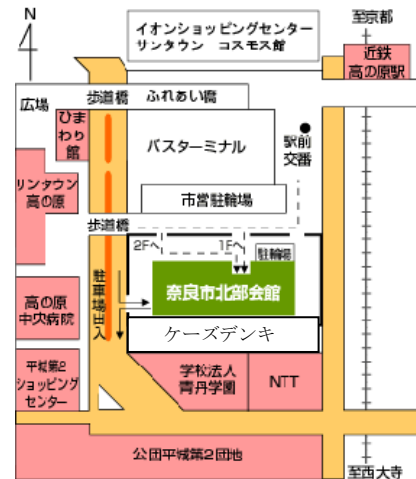 N
イオンショッピングセンター
サンタウン コスモス館
至京都
近鉄
高の原駅
広場
歩道橋
ふれあい橋
ひま
わり
館
バスターミナル
駅前
交番
サンタウン
高の原
市営駐輪場
歩道橋
2Fへ
1Fへ
駐輪場
駐車場出入
奈良市北部会館
高の原
中央病院
ケーズデンキ
平城第2
ショッピング
センター
学校法人
青丹学園
NTT
公団平城第2団地
至西大寺